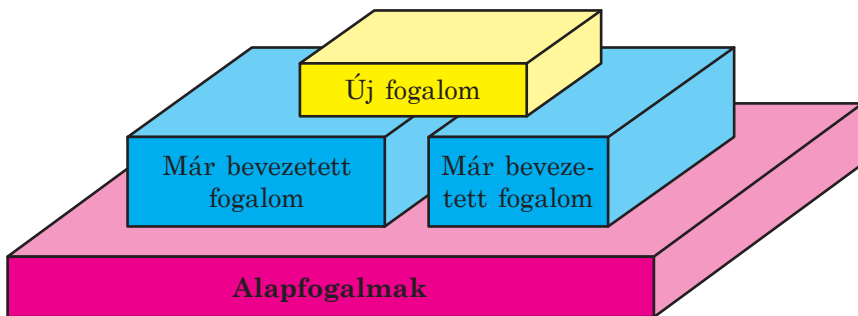 Új fogalom
Már bevezetett
fogalom
Már beveze-
tett fogalom
Alapfogalmak